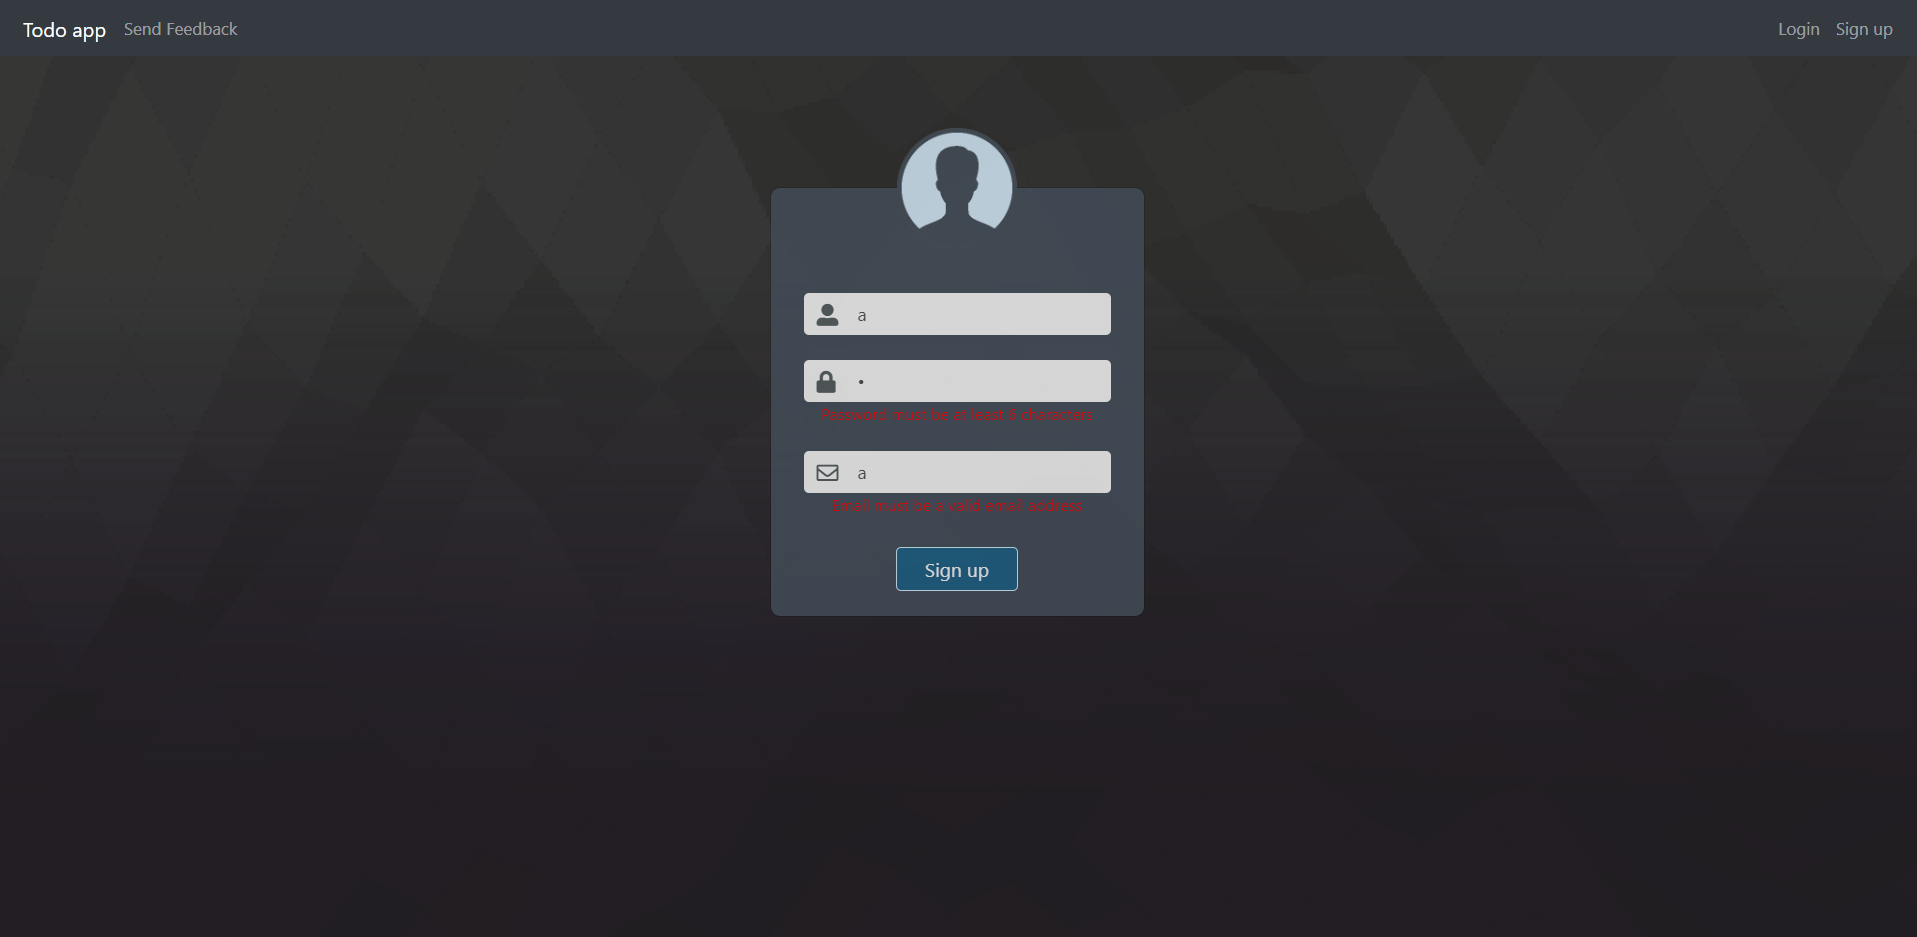 Todo app
Send Feedback
Login
Sign up
a
•
Password must be at least characters
a
Email must be a valid email address
Sign up